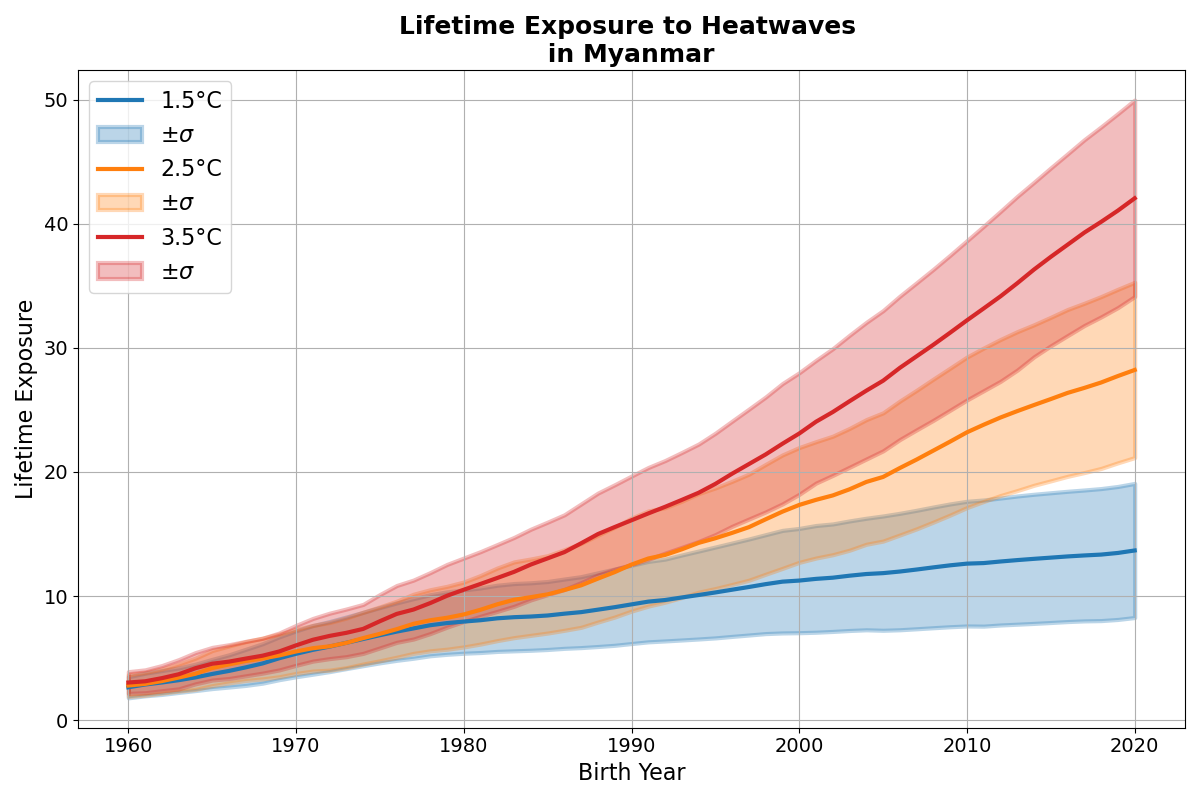 Lifetime Exposure to Heatwaves
in Myanmar
1.5°C
±σ
2.5°C
±σ
3.5°C
±σ
Lifetime Exposure
50
40
30
20
10
0
1960
1970
1980
1990
2000
2010
2020
Birth Year